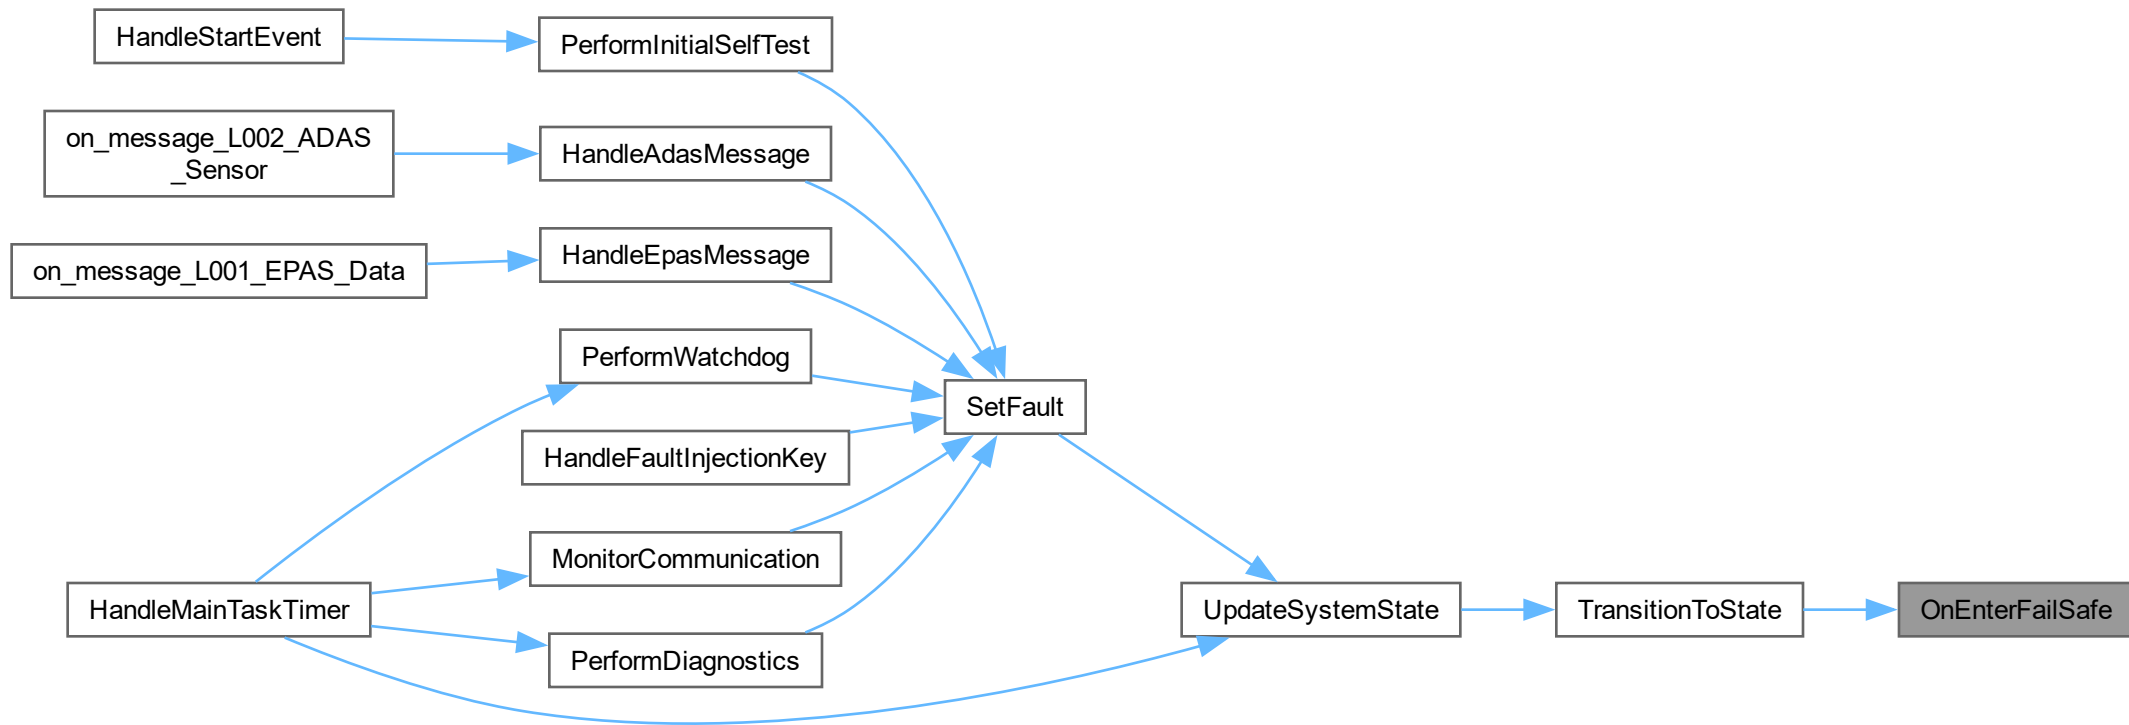 HandleStartEvent
PerformInitialSelfTest
on_message_L002_ADAS
_Sensor
HandleAdasMessage
HandleEpasMessage
on_message_L001_EPAS_Data
PerformWatchdog
SetFault
HandleFaultInjectionKey
MonitorCommunication
HandleMainTaskTimer
UpdateSystemState
TransitionToState
OnEnterFailSafe
PerformDiagnostics